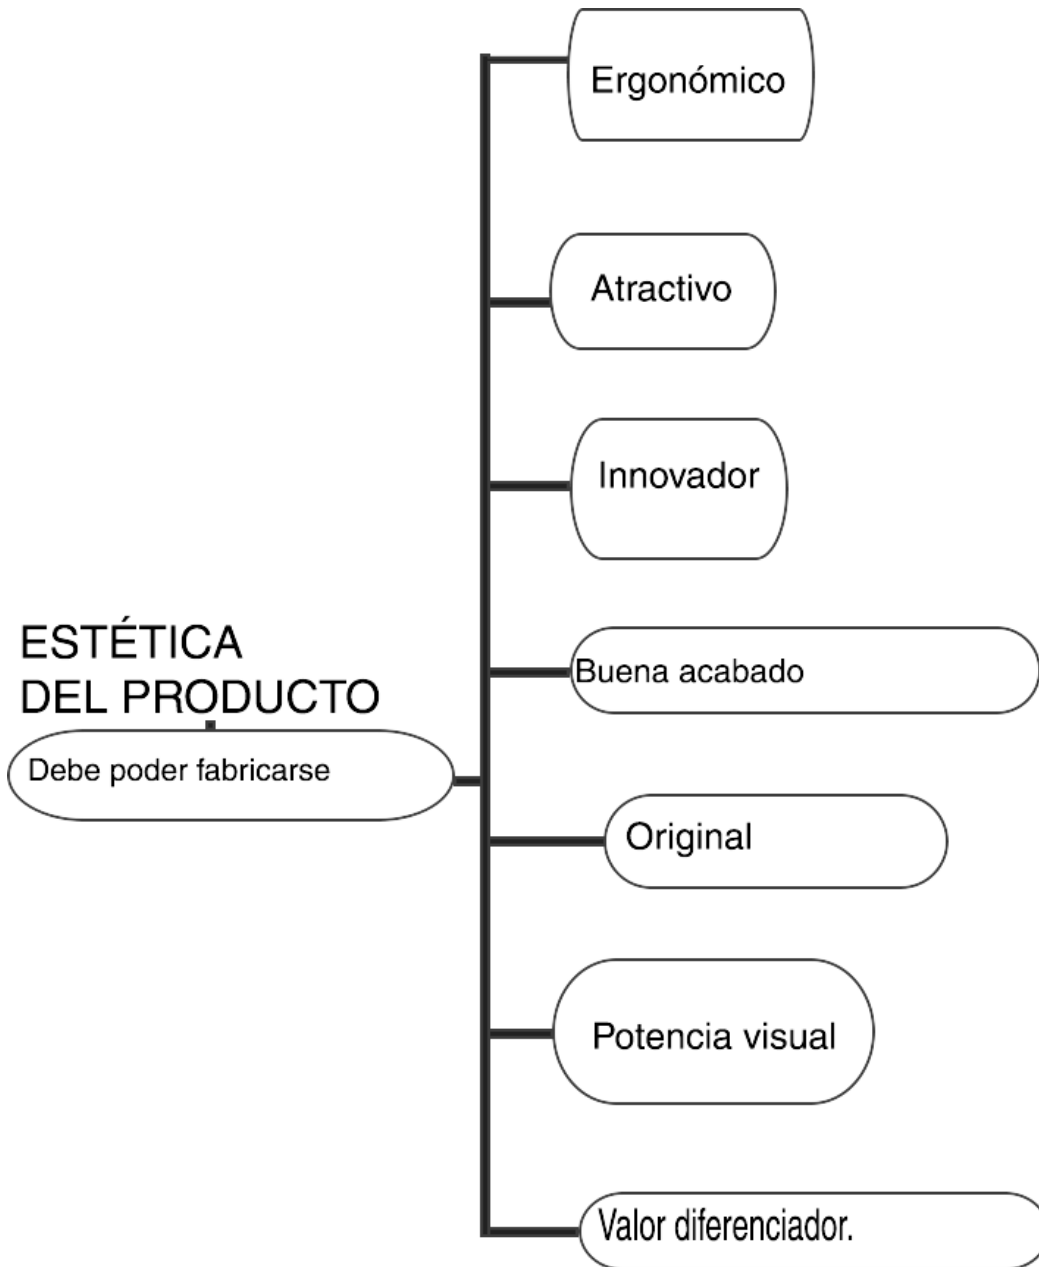 ESTÉTICA
DEL PRODUCTO
Debe poder fabricarse
Ergonómico
Atractivo
Innovador
Buena acabado
Original
Potencia visual
Valor diferenciador.